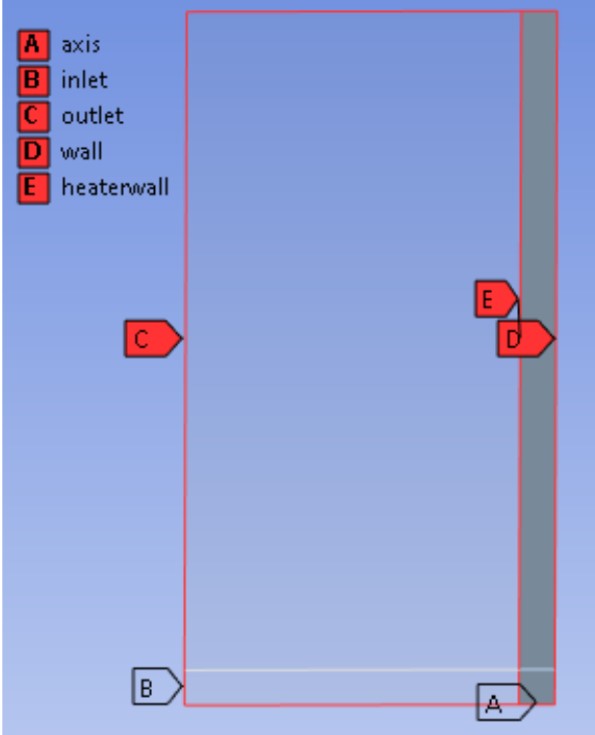 A axis
B inlet
C outlet
D wall
E heaterwall
E
C
D
B
A